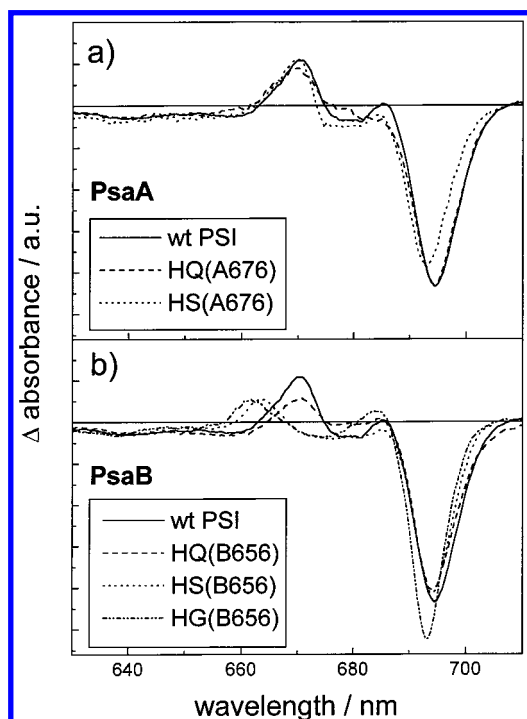 a)
PsaA
wt PSI
HQ(A676)
HS(A676)
b)
PsaB
wt PSI
HQ(B656)
HS(B656)
HG(B656)
Δ absorbance / a.u.
640 660 680 700
wavelength / nm